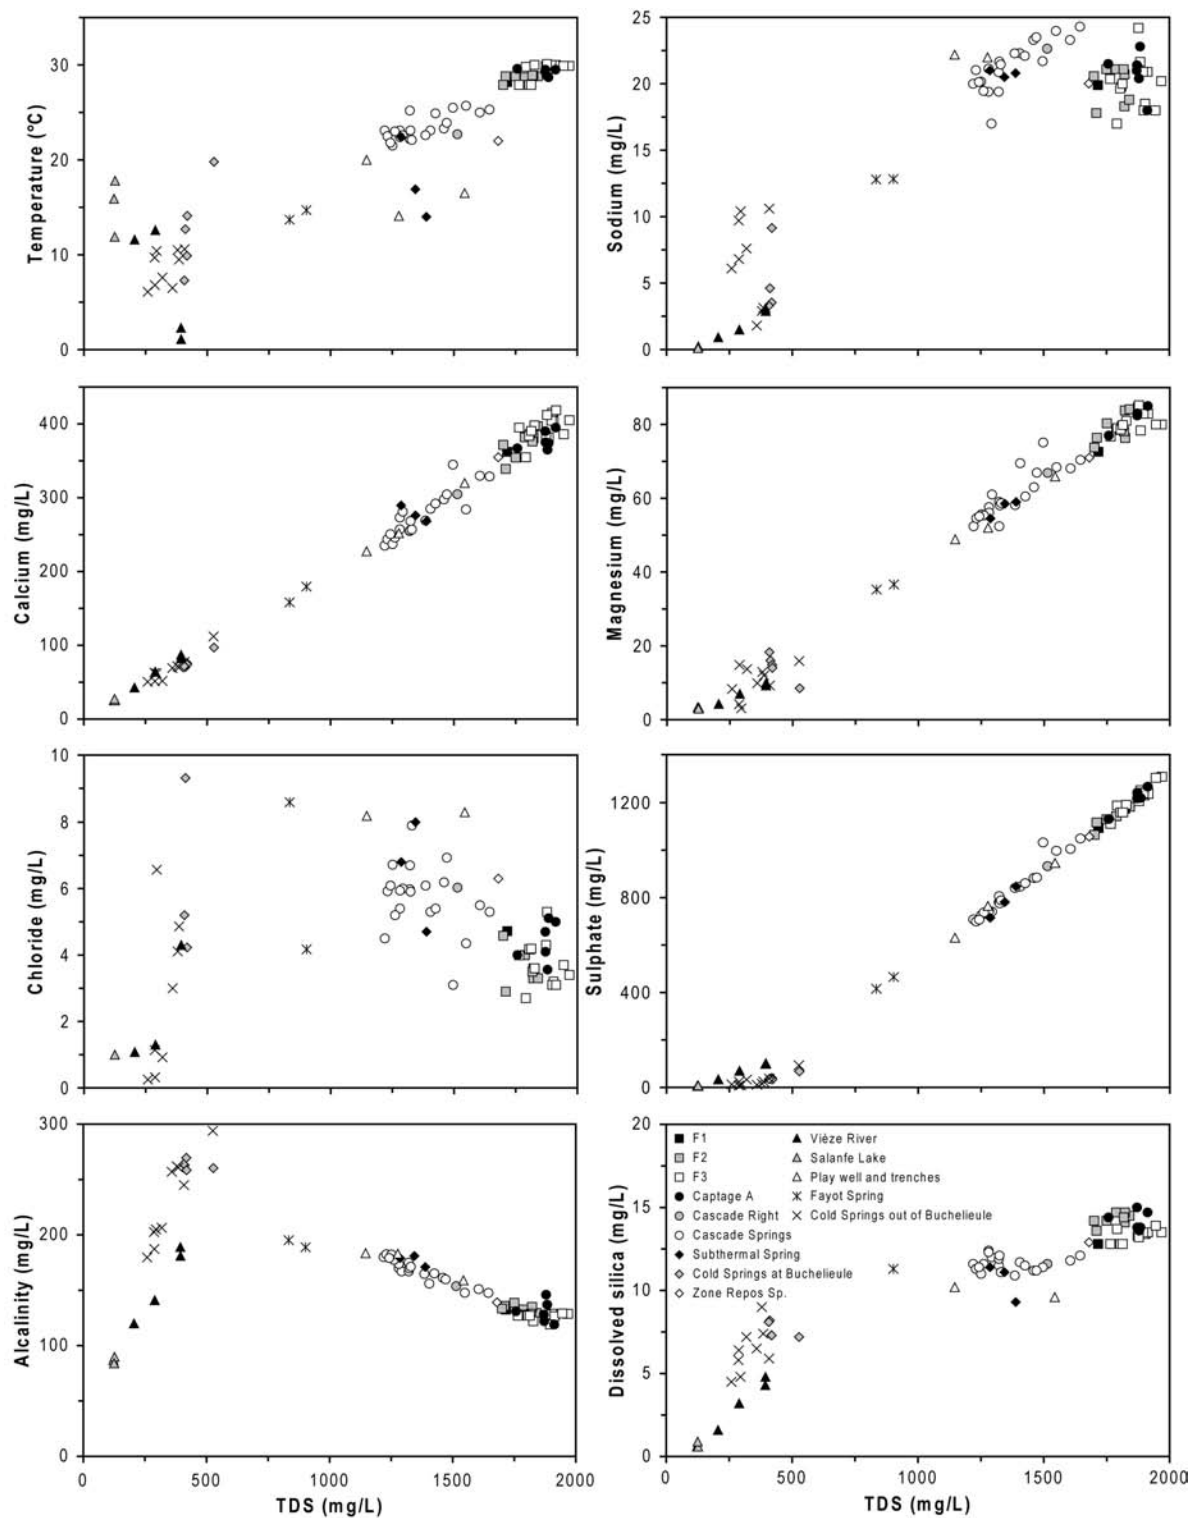 30
20
10
0
Temperature (°C)
25
20
15
10
5
0
Sodium (mg/L)
400
300
200
100
0
Calcium (mg/L)
80
60
40
20
0
Magnesium (mg/L)
10
8
6
4
2
0
Chloride (mg/L)
1200
800
400
0
Sulphate (mg/L)
300
200
100
0
Alcalinity (mg/L)
0 500 1000 1500 2000
TDS (mg/L)
20
15
10
5
0
Dissolved silica (mg/L)
F1
F2
F3
Captage A
Cascade Right
Cascade Springs
Subthermal Spring
Cold Springs at Buchelieule
Zone Repos Sp.
Vièze River
Salanfe Lake
Play well and trenches
Fayot Spring
Cold Springs out of Buchelieule
0 500 1000 1500 2000
TDS (mg/L)